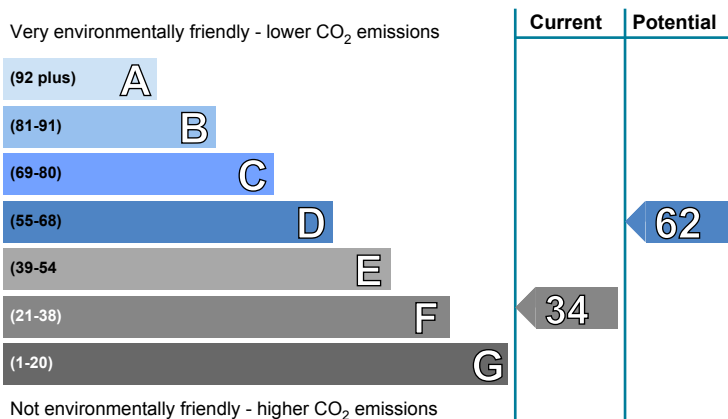 Very environmentally friendly - lower CO2 emissions
Current
Potential
(92 plus) A
(81-91) B
(69-80) C
(55-68) D
62
(39-54 E
(21-38) F
34
(1-20) G
Not environmentally friendly - higher CO2 emissions